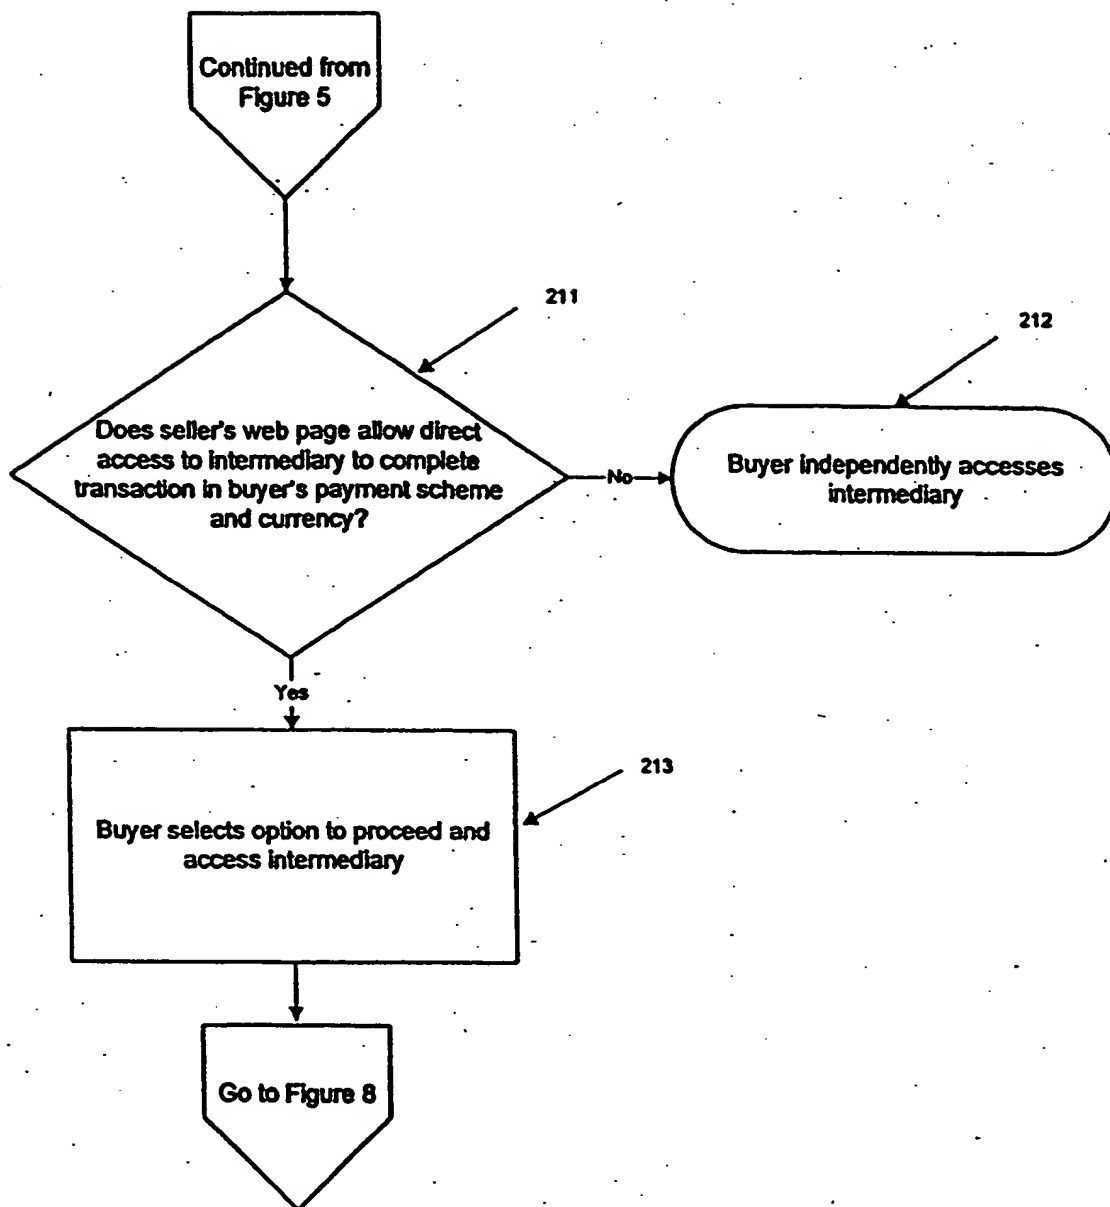 Continued from
Figure 5
211
212
Does seller's web page allow direct
access to intermediary to complete
transaction in buyer's payment scheme
and currency?
No
Buyer independently accesses
intermediary
Yes
213
Buyer selects option to proceed and
access intermediary
Go to Figure 8